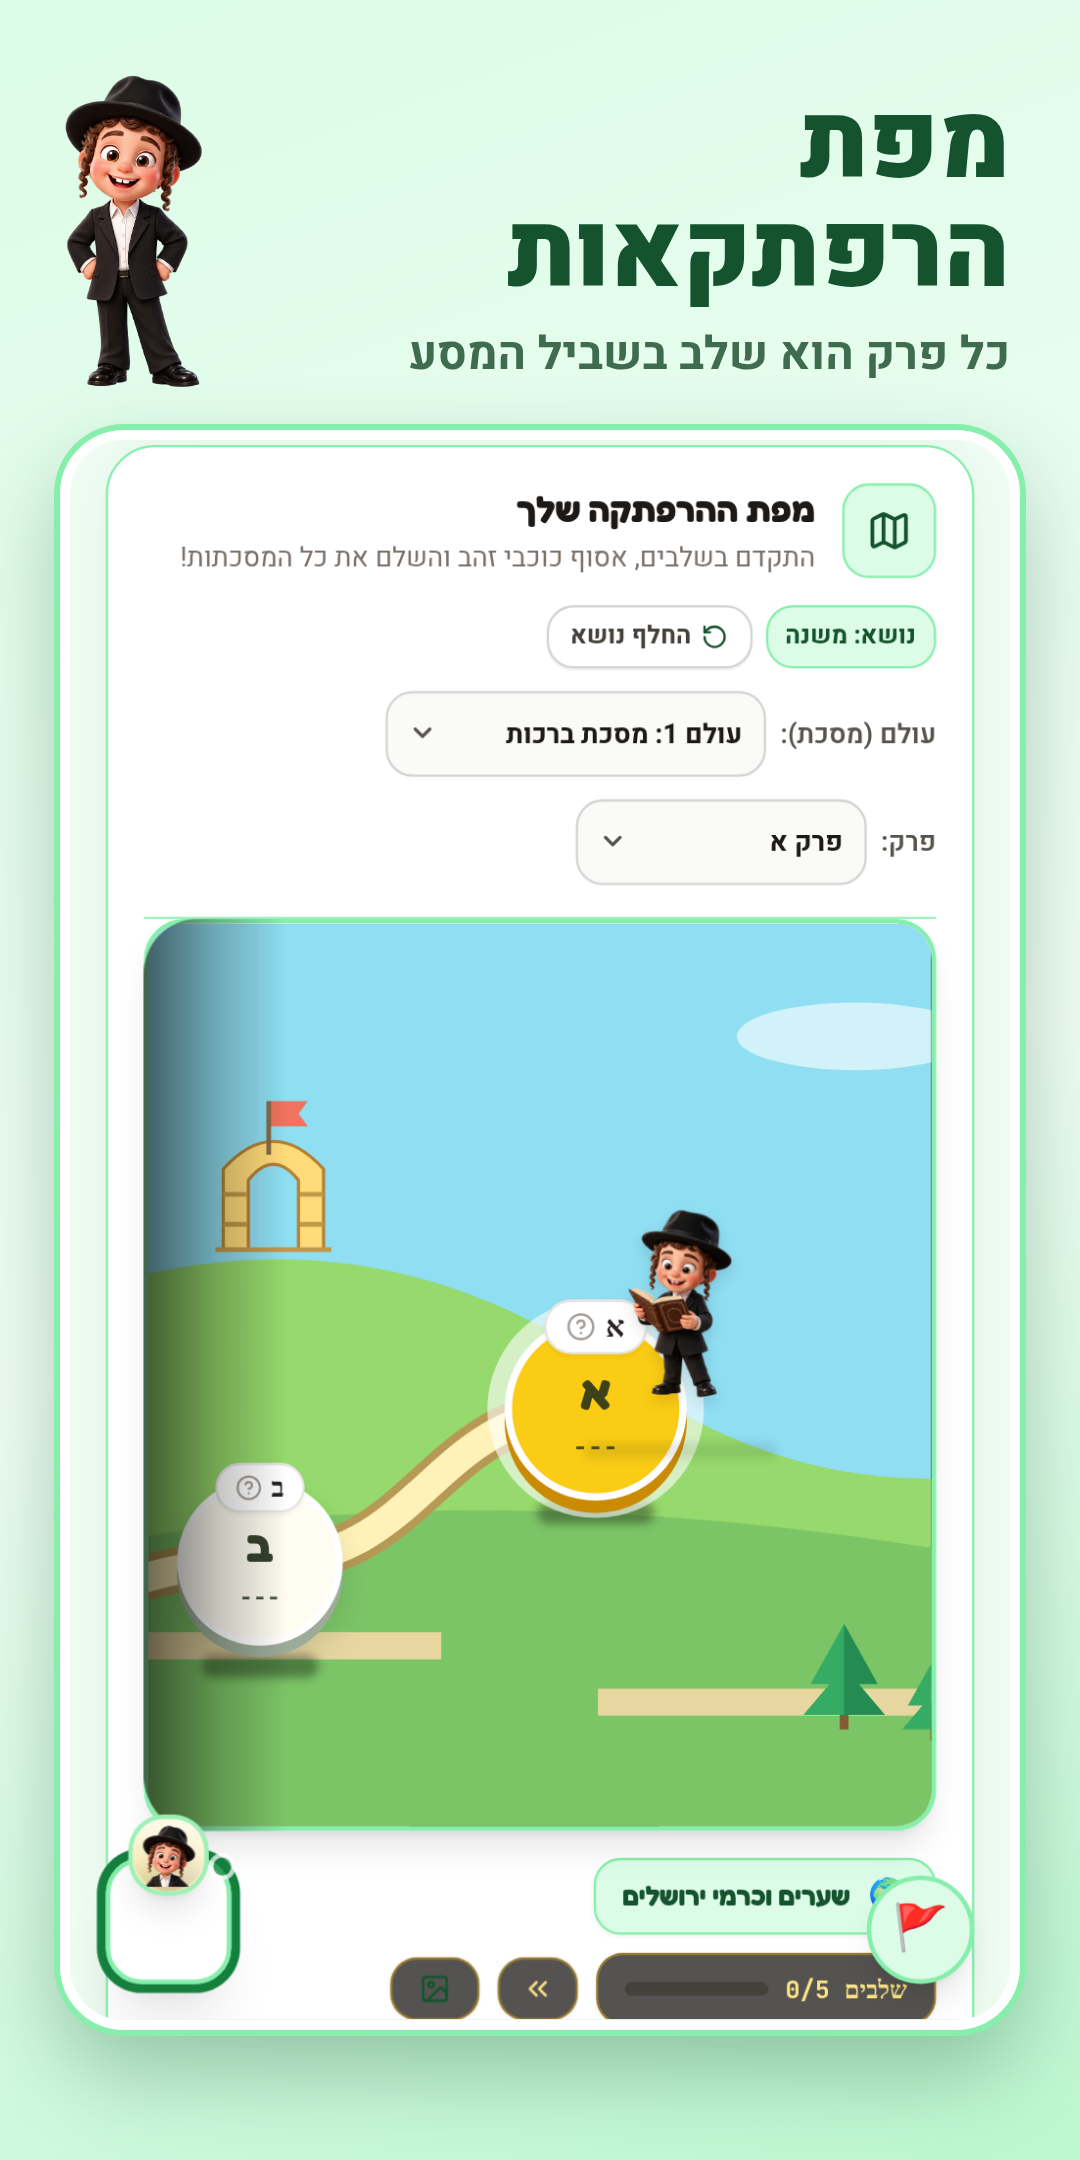 מפת
הרפתקאות
כל פרק הוא שלב בשביל המסע
מפת ההרפתקה שלך
התקדם בשלבים, אסוף כוכבי זהב והשלם את כל המסכתות!
נושא: משנה
החלף נושא
עולם (מסכת):
עולם 1: מסכת ברכות
פרק:
פרק א
א ?
א
---
ב ?
ב
---
שערים וכרמי ירושלים
שלבים 0/5